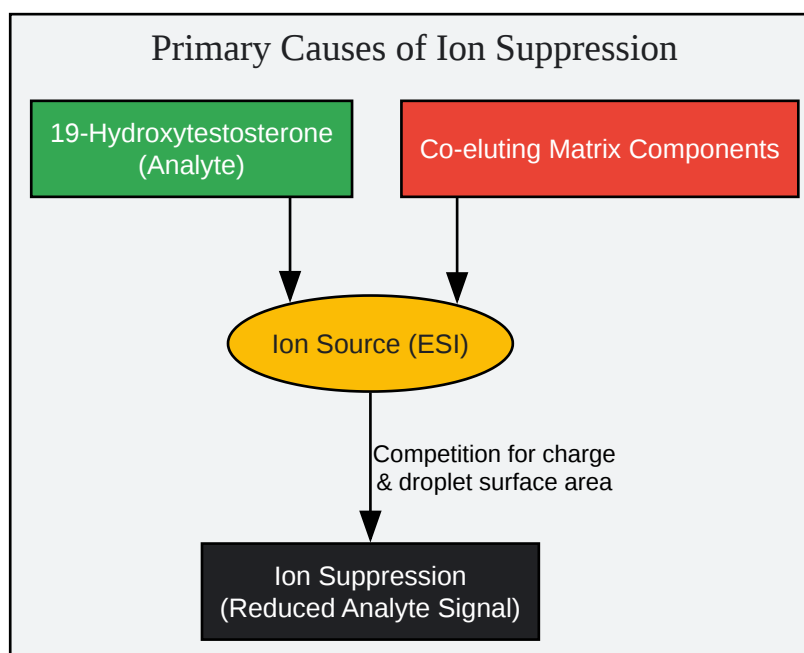 Primary Causes of Ion Suppression
19-Hydroxytestosterone
(Analyte)
Co-eluting Matrix Components
Ion Source (ESI)
Competition for charge
& droplet surface area
Ion Suppression
(Reduced Analyte Signal)